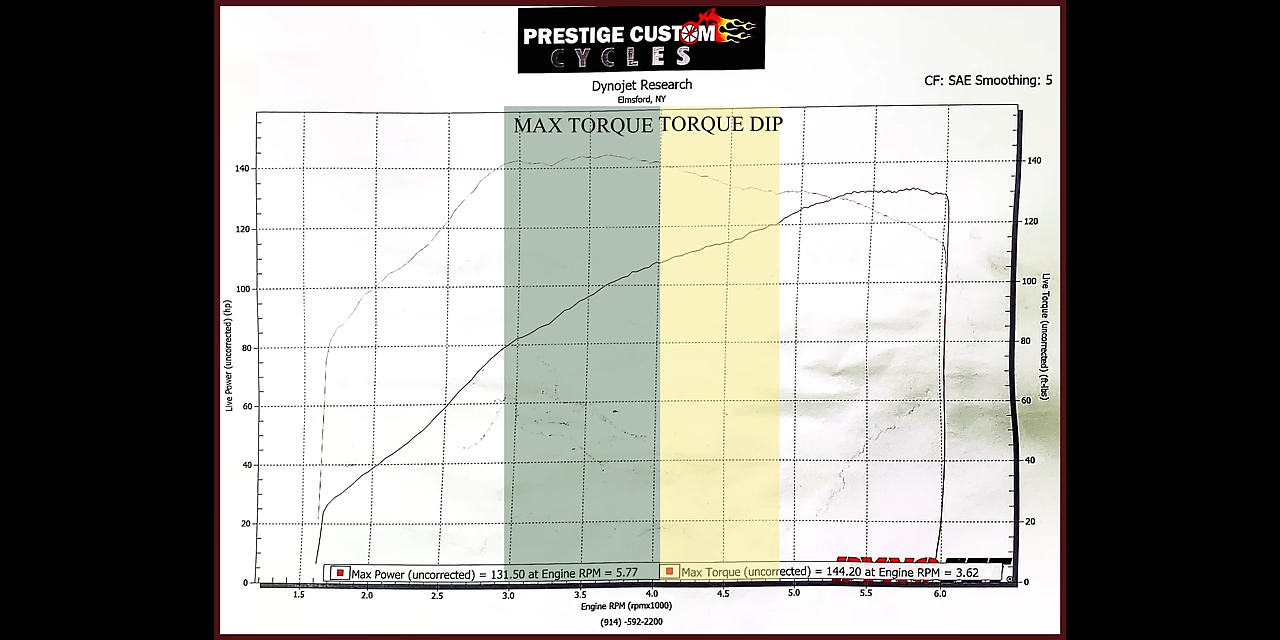 PRESTIGE CUSTOM
CYCLES
Dynojet Research
Elmsford, NY
CF: SAE Smoothing: 5
MAX TORQUE TORQUE DIP
140
120
100
80
60
40
20
0
Live Power (uncorrected) (hp)
140
120
100
80
60
40
20
0
Live Torque (uncorrected) (ft-lbs)
Max Power (uncorrected) = 131.50 at Engine RPM = 5.77
Max Torque (uncorrected) = 144.20 at Engine RPM = 3.62
1.5 2.0 2.5 3.0 3.5 4.0 4.5 5.0 5.5 6.0
Engine RPM (rpmx1000)
(914) -592-2200